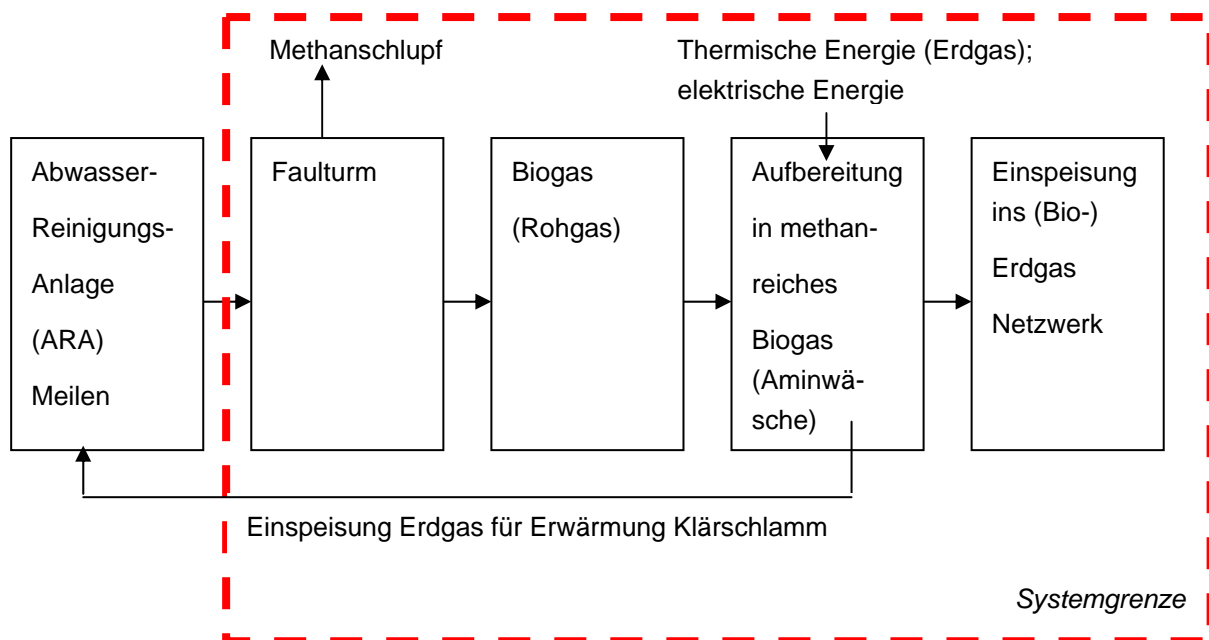 Methanschlupf
Thermische Energie (Erdgas);
elektrische Energie
Abwasser-
Reinigungs-
Anlage
(ARA)
Meilen
Faulturm
Biogas
(Rohgas)
Aufbereitung
in methan-
reiches
Biogas
(Aminwä-
sche)
Einspeisung
ins (Bio-)
Erdgas
Netzwerk
Einspeisung Erdgas für Erwärmung Klärschlamm
Systemgrenze